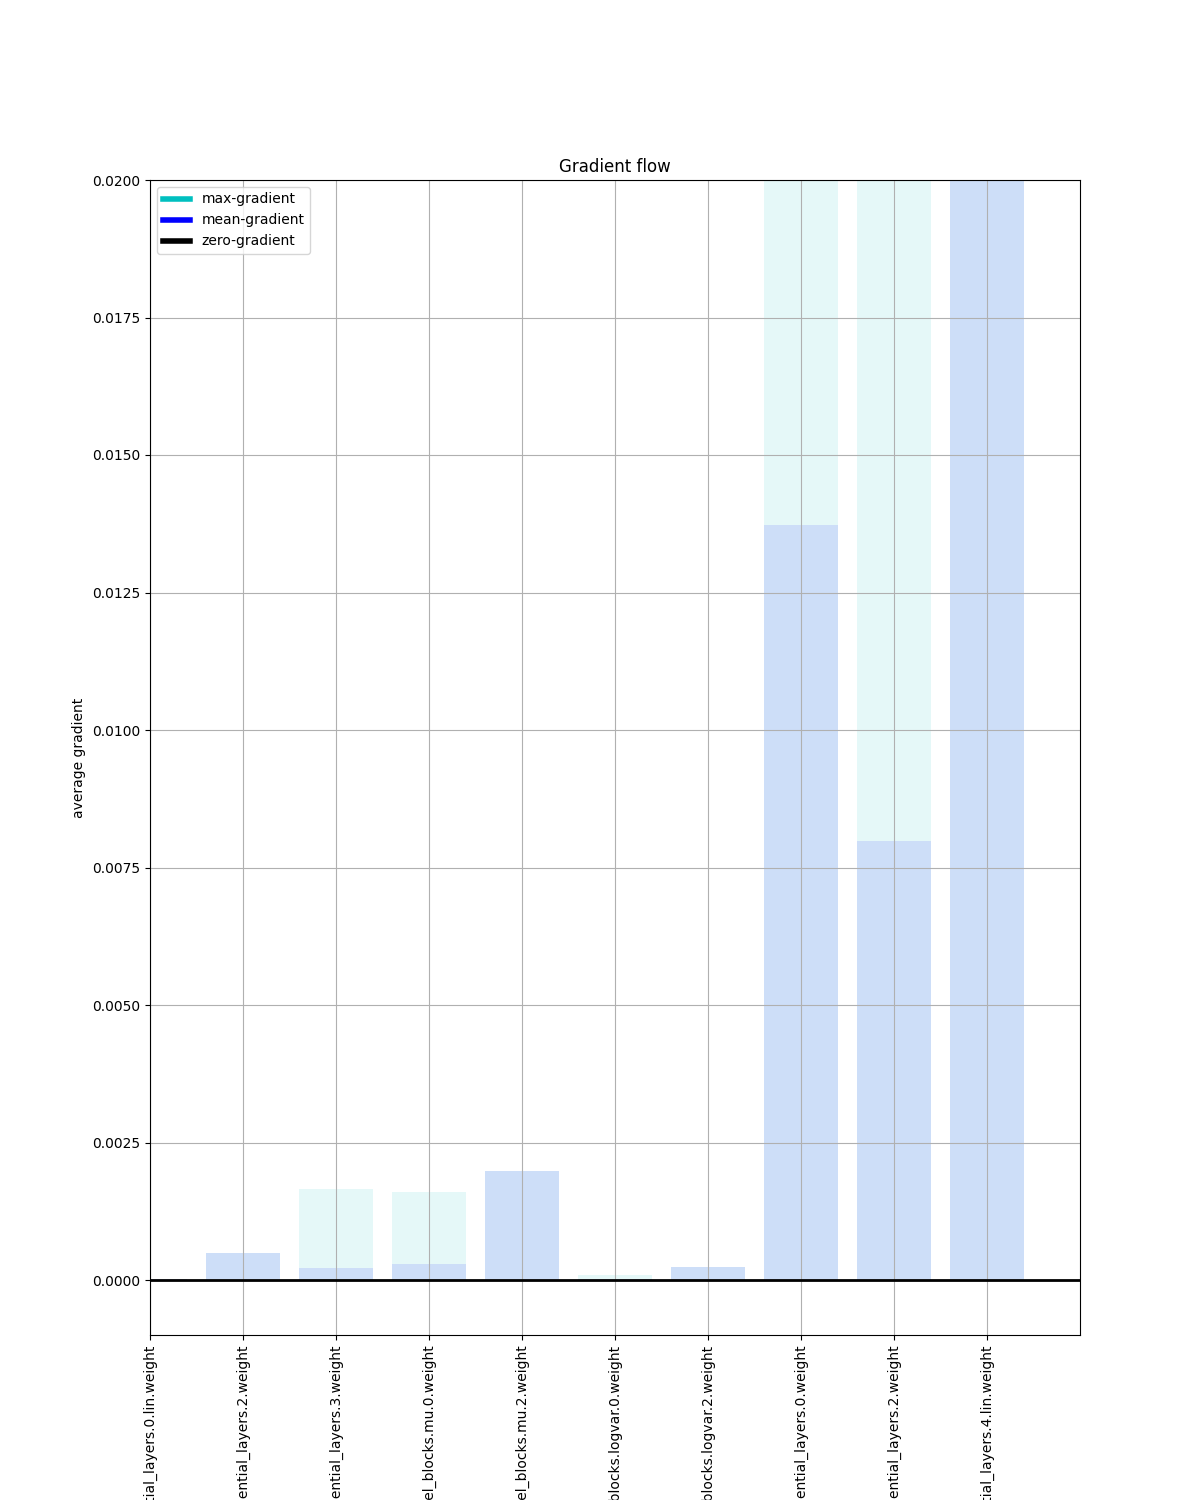 Gradient flow
max-gradient
mean-gradient
zero-gradient
0.0200
0.0175
0.0150
0.0125
0.0100
0.0075
0.0050
0.0025
0.0000
average gradient
tial_layers.0.lin.weight
ential_layers.2.weight
ential_layers.3.weight
el_blocks.mu.0.weight
el_blocks.mu.2.weight
blocks.logvar.0.weight
blocks.logvar.2.weight
ential_layers.0.weight
ential_layers.2.weight
tial_layers.4.lin.weight